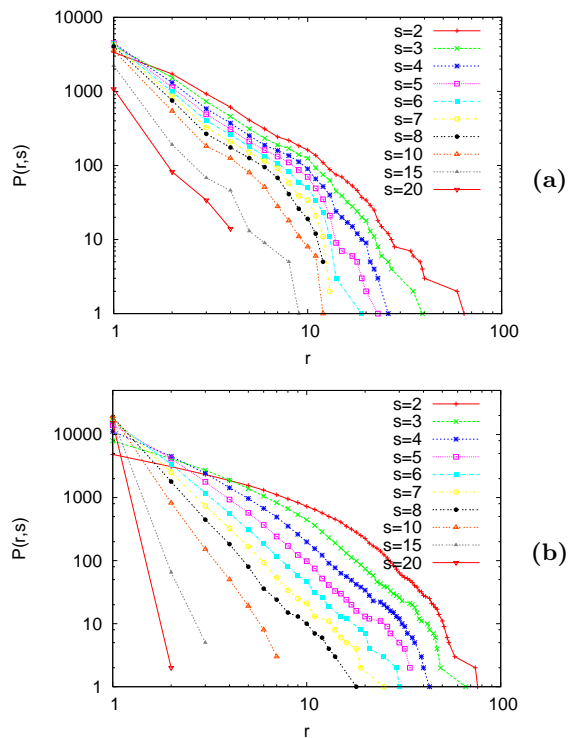 10000
1000
100
10
1
1
10
100
P(r,s)
r
s=2
s=3
s=4
s=5
s=6
s=7
s=8
s=10
s=15
s=20
(a)
10000
1000
100
10
1
1
10
100
P(r,s)
r
s=2
s=3
s=4
s=5
s=6
s=7
s=8
s=10
s=15
s=20
(b)